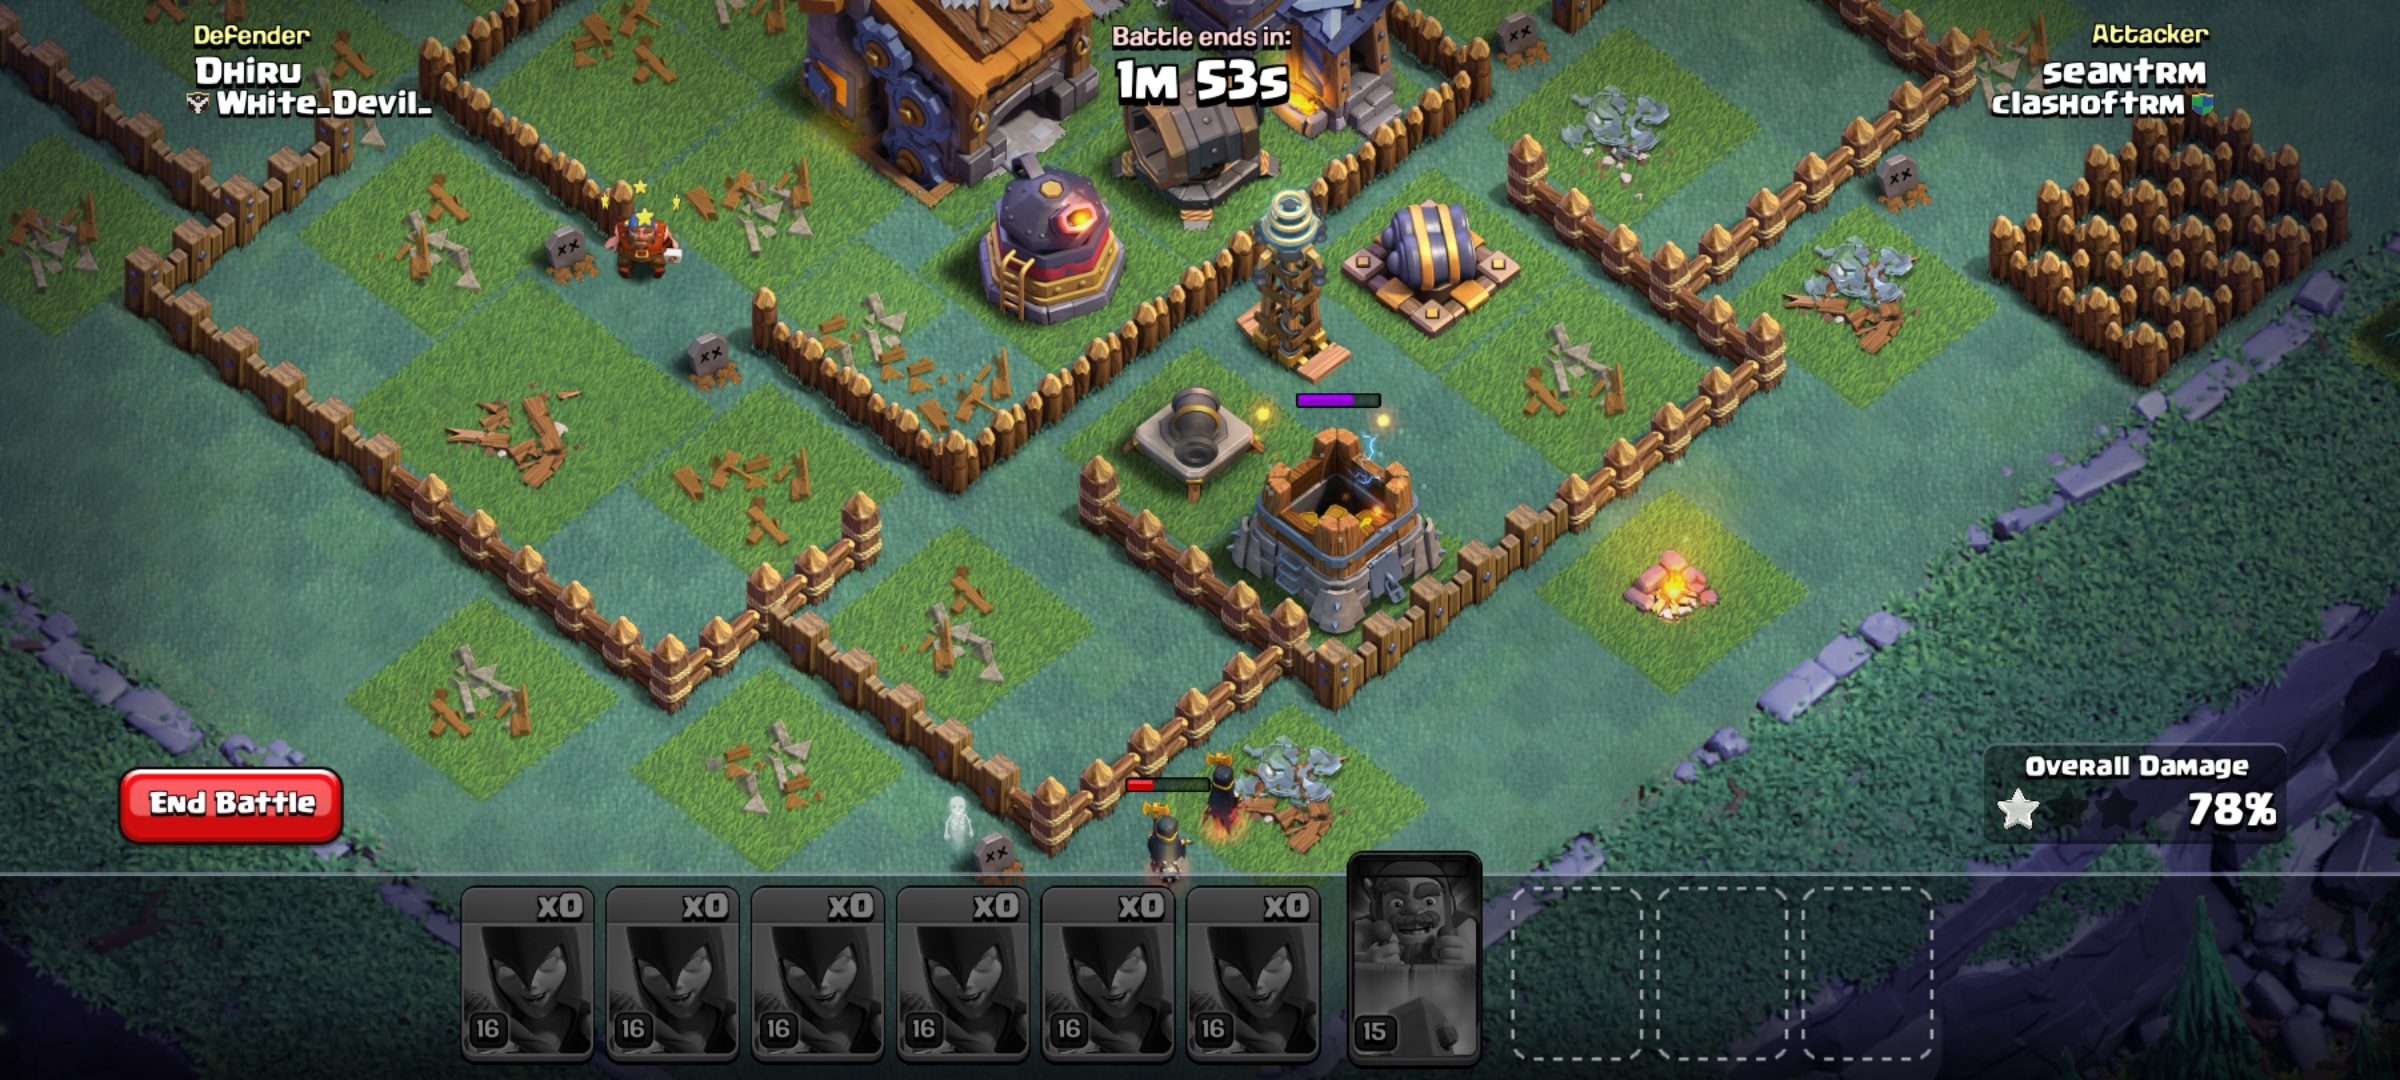 Defender
Dhiru
White_Devil_
Battle ends in:
1m 53s
Attacker
seantrm
clashoftrm
End Battle
Overall Damage
78%
x0
x0
x0
x0
x0
x0
16
16
16
16
16
16
15